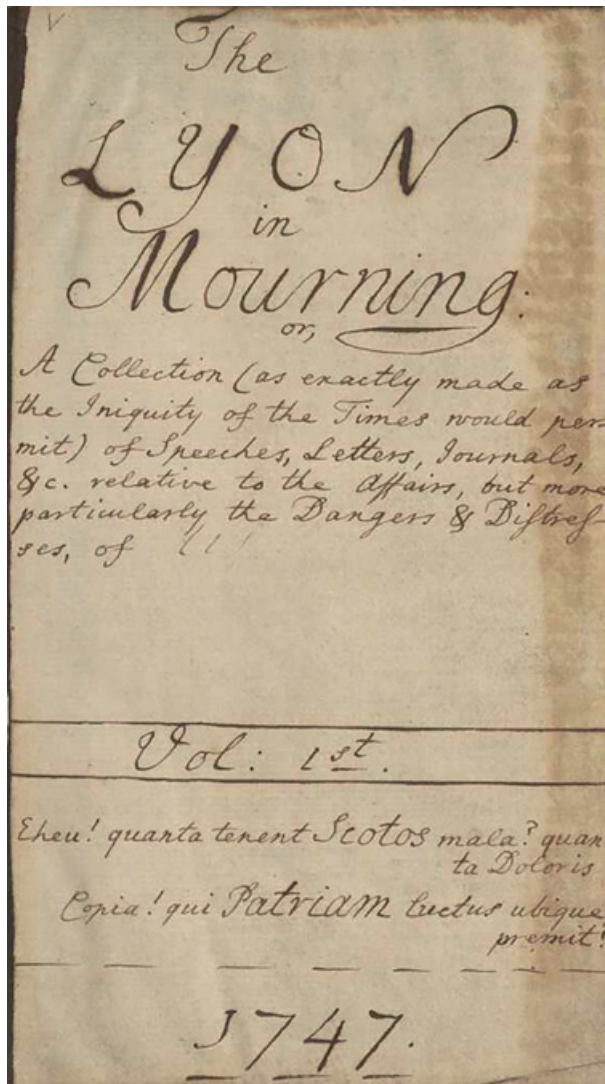 The
LYON
in
Mourning:
or,
A Collection (as exactly made as
the Iniquity of the Times would per
mit) of Speeches, Letters, Journals,
&c. relative to the Affairs, but more
particularly the Dangers & Distres-
ses, of
Vol: 1st.
Eheu! quanta tenent Scotos mala? quan
ta Doloris
Copia! qui Patriam luctus ubique
premit!
1747.